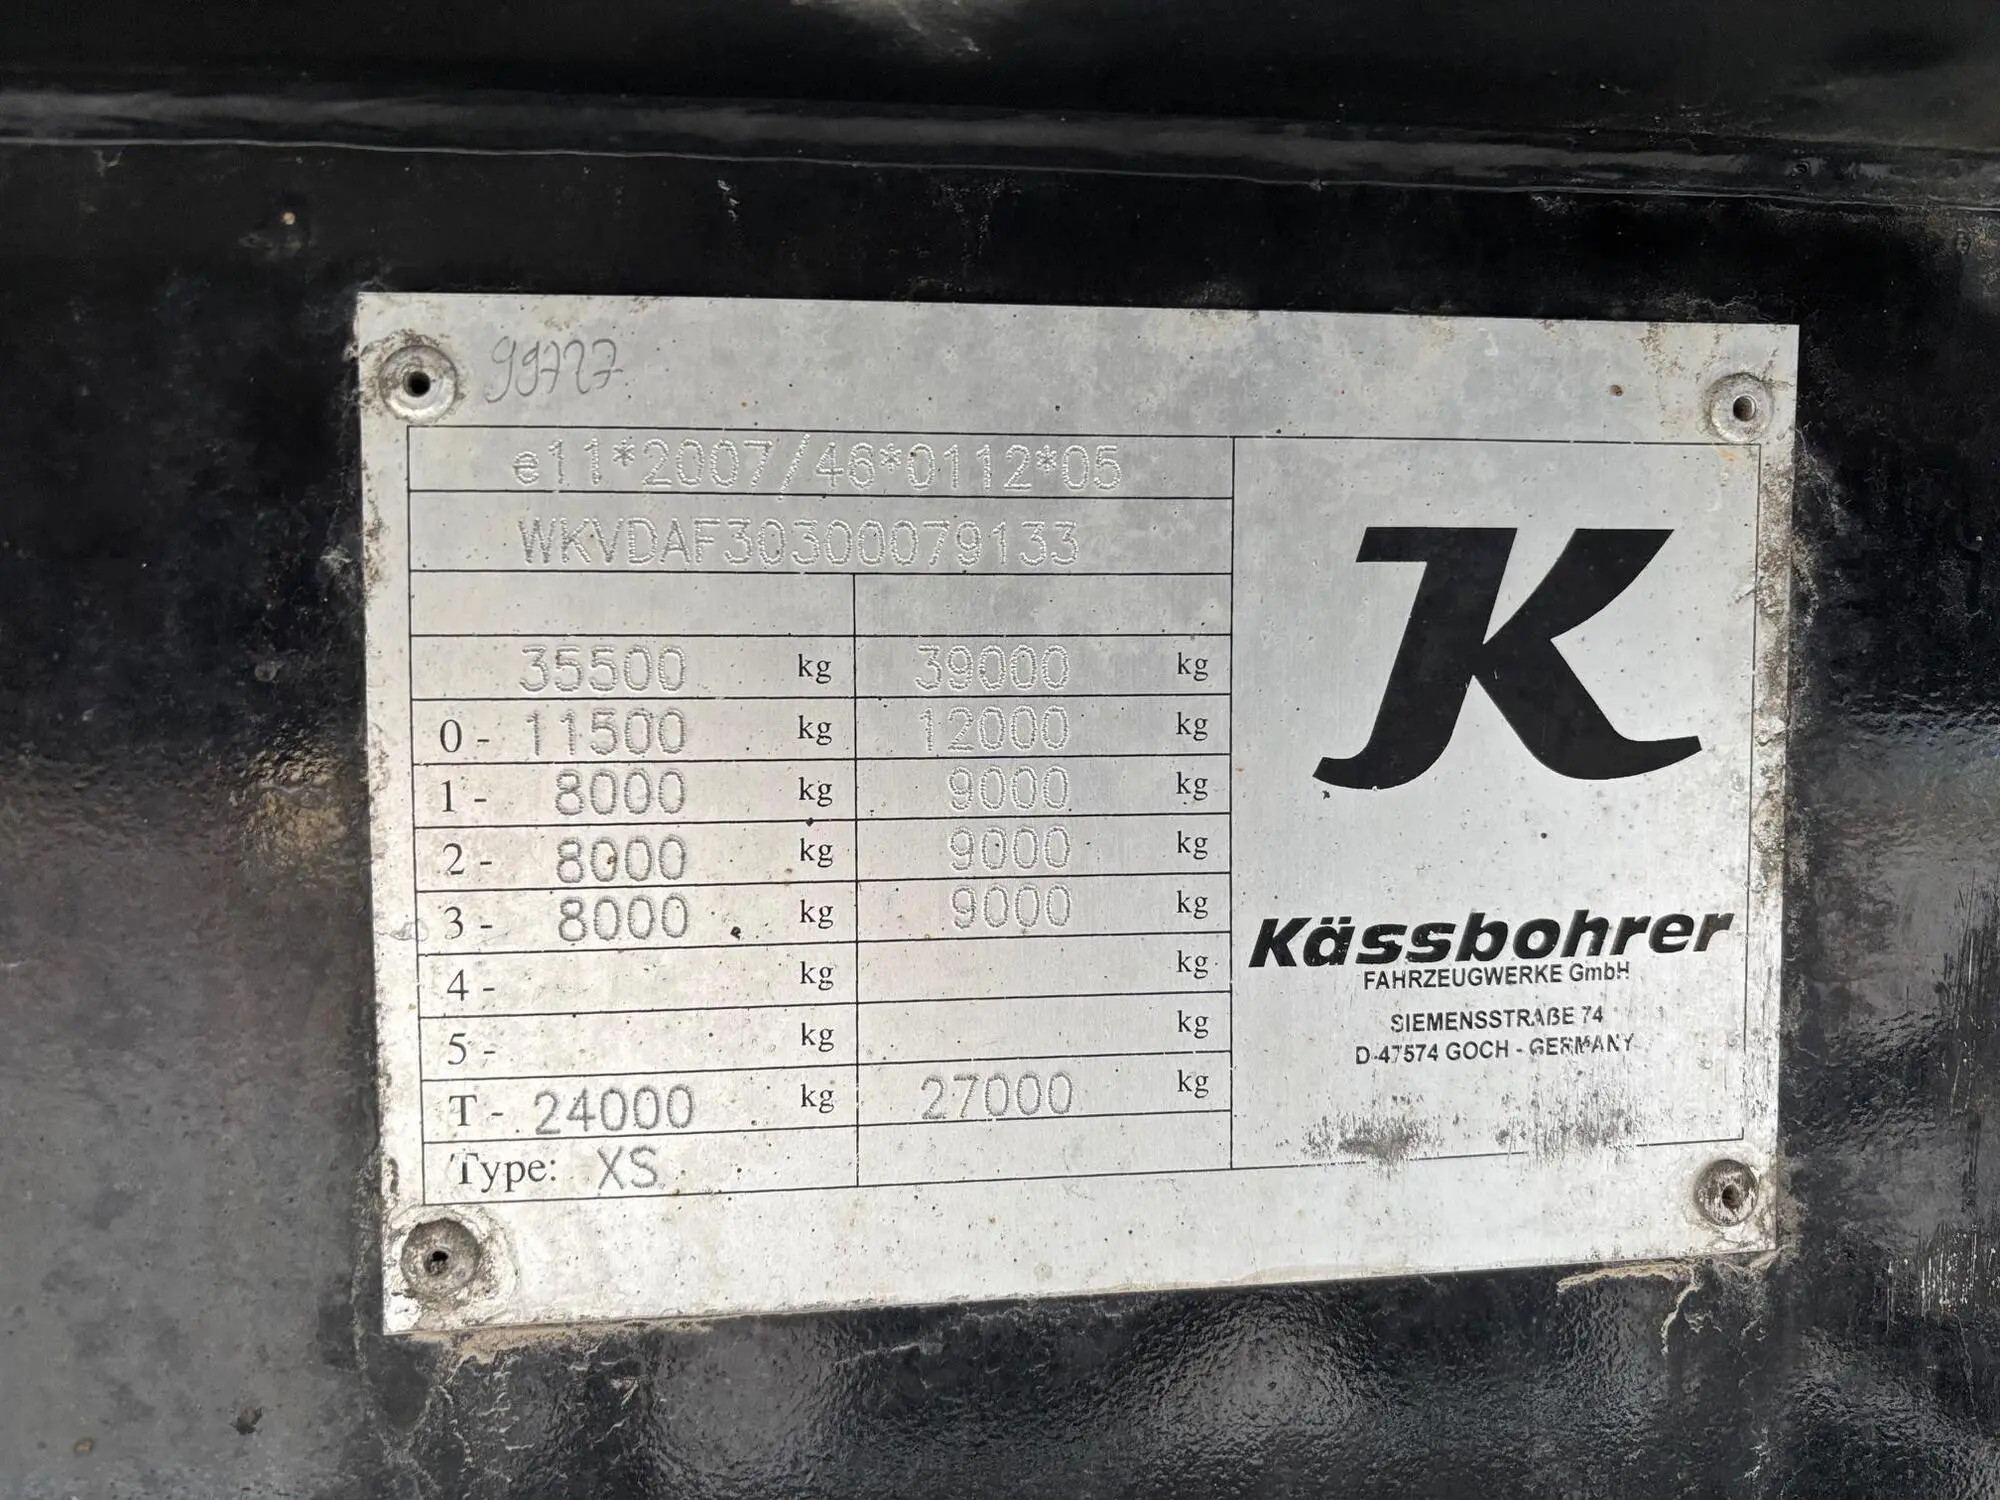 99727
e11*2007/46*0112*05
WKVDAF30300079133
35500 kg 39000 kg
0 - 11500 kg 12000 kg
1 - 8000 kg 9000 kg
2 - 8000 kg 9000 kg
3 - 8000 kg 9000 kg
4 - kg kg
5 - kg kg
T - 24000 kg 27000 kg
Type: XS
K
Kässbohrer
FAHRZEUGWERKE GmbH
SIEMENSSTRAßE 74
D-47574 GOCH - GERMANY